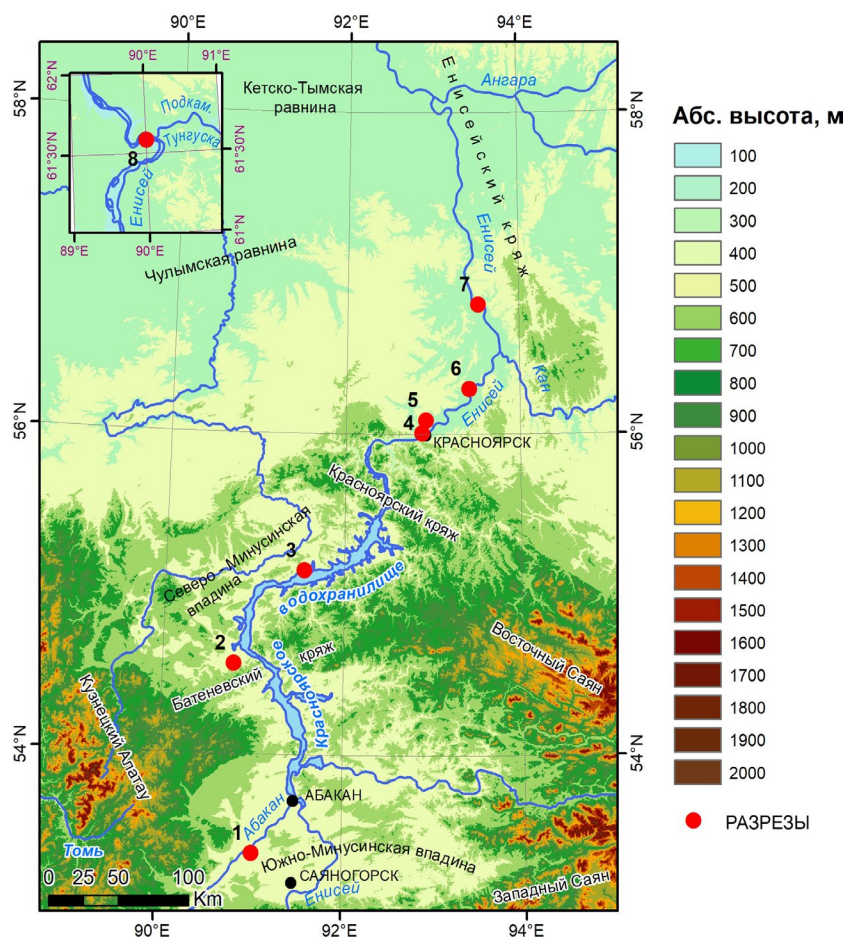 90°E
92°E
94°E
62°N
90°E
91°E
Подкам.
Тунгуска
61°30'N
61°30'N
8
Енисей
61°N
89°E
90°E
58°N
58°N
Кетско-Тымская
равнина
Ангара
Енисейский кряж
Енисей
Чулымская равнина
7
6
Кан
5
4
Енисей
КРАСНОЯРСК
56°N
56°N
Красноярский кряж
Северо - Минусинская
впадина
3
Красноярское
водохранилище
2
Батеневский кряж
Восточный Саян
Кузнецкий Алатау
54°N
54°N
АБАКАН
Абакан
1
Томь
Южно-Минусинская впадина
САЯНОГОРСК
Енисей
Западный Саян
0 25 50 100
Km
90°E
92°E
94°E
Абс. высота, м
100
200
300
400
500
600
700
800
900
1000
1100
1200
1300
1400
1500
1600
1700
1800
1900
2000
РАЗРЕЗЫ